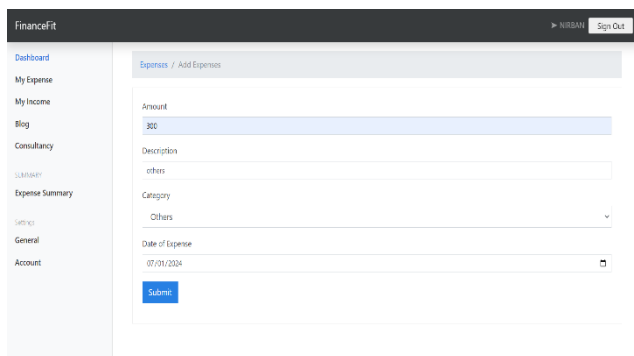 FinanceFit
➤ NIRBAN Sign Out
Dashboard
My Expense
My Income
Blog
Consultancy
SUMMARY
Expense Summary
Settings
General
Account
Expenses / Add Expenses
Amount
300
Description
others
Category
Others
Date of Expense
07/01/2024
Submit